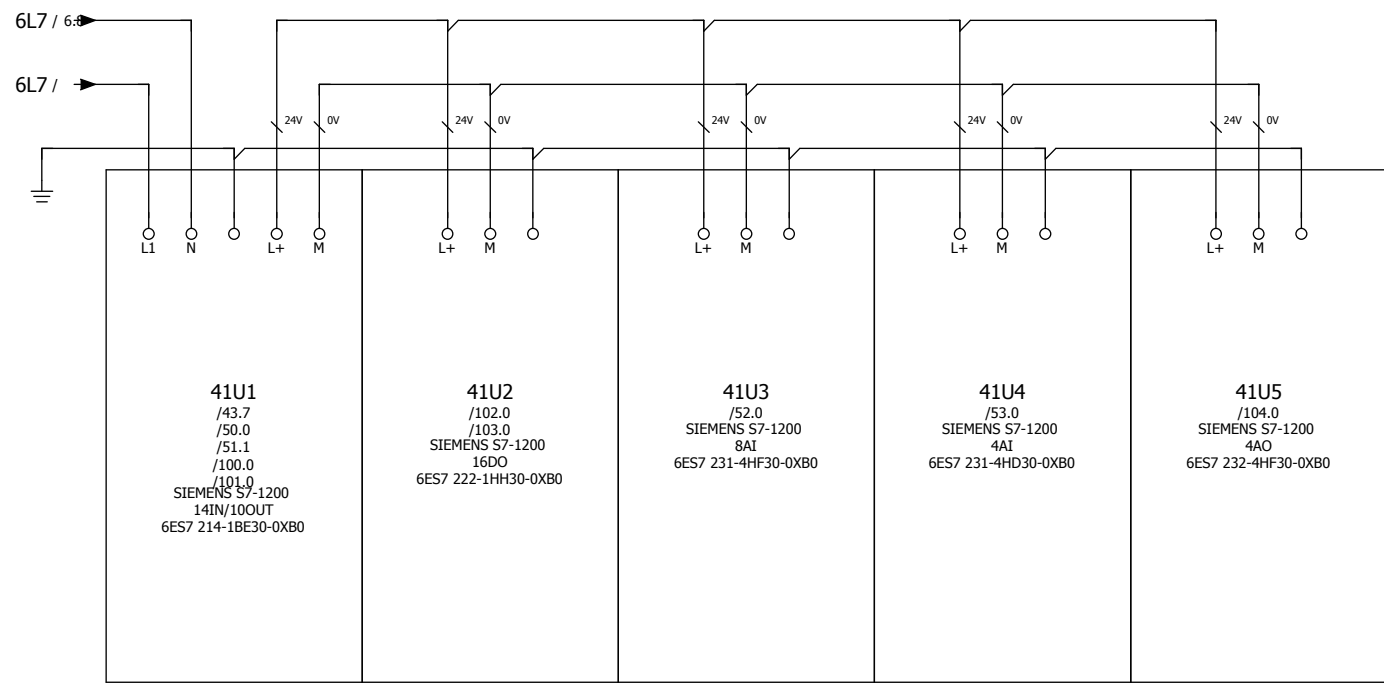 6L7 / 6.8
6L7 /
24V 0V 24V 0V 24V 0V 24V 0V 24V 0V
L1 N L+ M L+ M L+ M L+ M L+ M
41U1
/43.7
/50.0
/51.1
/100.0
/101.0
SIEMENS S7-1200
14IN/10OUT
6ES7 214-1BE30-0XB0
41U2
/102.0
/103.0
SIEMENS S7-1200
16DO
6ES7 222-1HH30-0XB0
41U3
/52.0
SIEMENS S7-1200
8AI
6ES7 231-4HF30-0XB0
41U4
/53.0
SIEMENS S7-1200
4AI
6ES7 231-4HD30-0XB0
41U5
/104.0
SIEMENS S7-1200
4AO
6ES7 232-4HF30-0XB0